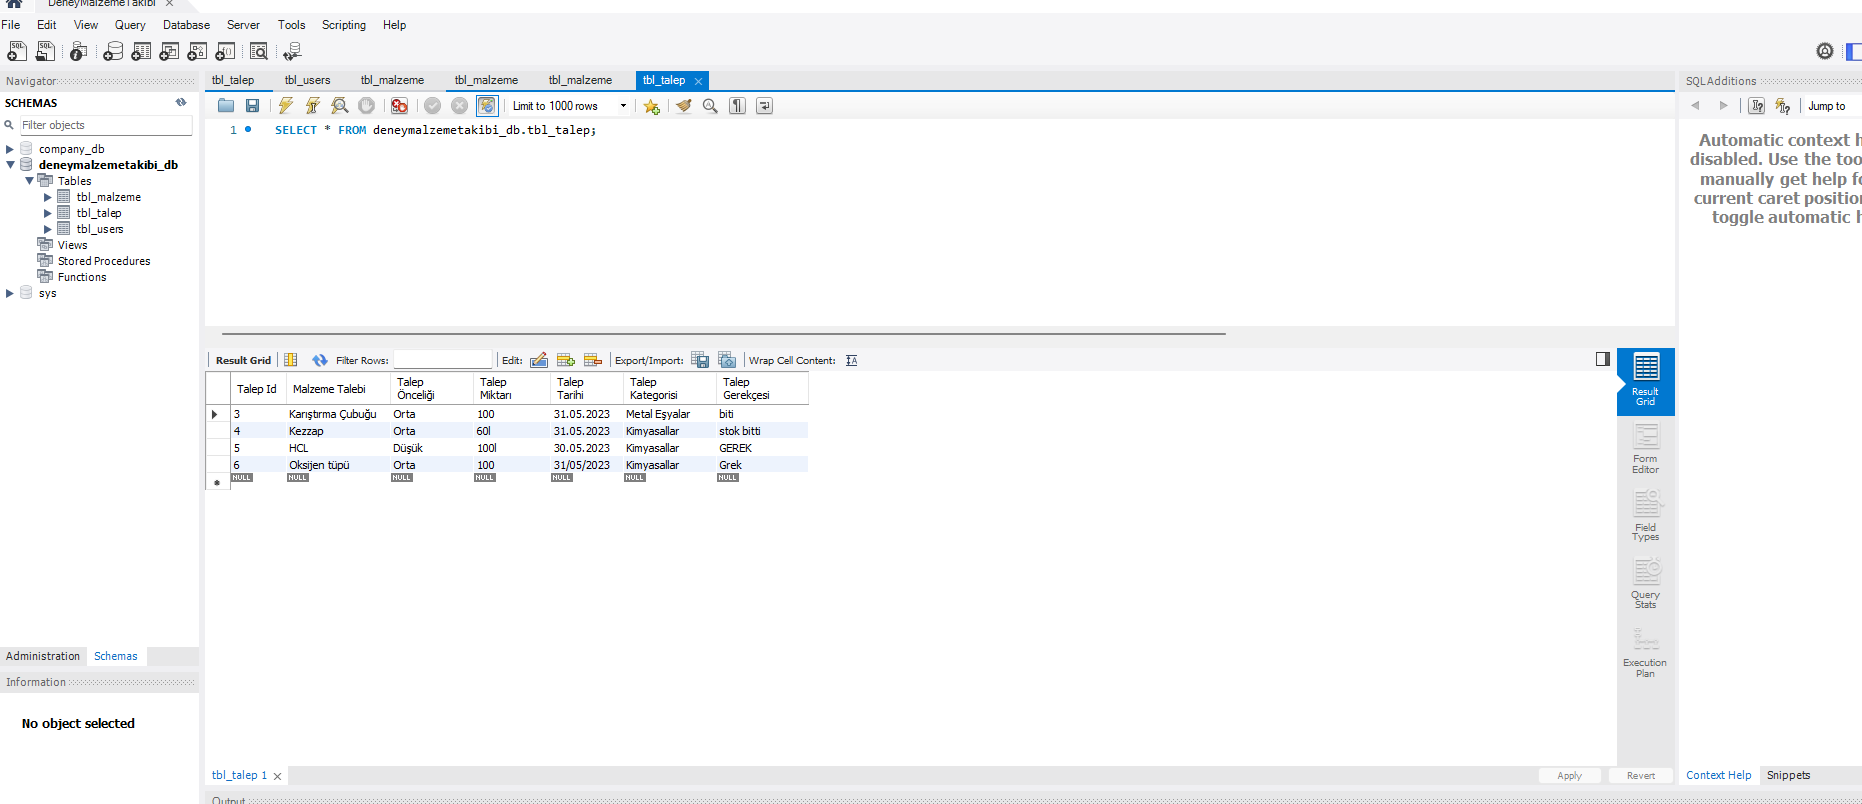 DeneyMalzemeTakibi
File Edit View Query Database Server Tools Scripting Help
Navigator
SCHEMAS
Filter objects
company_db
deneymalzemetakibi_db
Tables
tbl_malzeme
tbl_talep
tbl_users
Views
Stored Procedures
Functions
sys
Administration Schemas
Information
No object selected
tbl_talep tbl_users tbl_malzeme tbl_malzeme tbl_malzeme tbl_talep
Limit to 1000 rows
1 SELECT * FROM deneymalzemetakibi_db.tbl_talep;
Result Grid Filter Rows: Edit: Export/Import: Wrap Cell Content:
Talep Id Malzeme Talebi Talep Önceliği Talep Miktarı Talep Tarihi Talep Kategorisi Talep Gerekçesi
3 Karıştırma Çubuğu Orta 100 31.05.2023 Metal Eşyalar biti
4 Kezzap Orta 60l 31.05.2023 Kimyasallar stok bitti
5 HCL Düşük 100l 30.05.2023 Kimyasallar GEREK
6 Oksijen tüpü Orta 100 31/05/2023 Kimyasallar Grek
NULL NULL NULL NULL NULL NULL NULL
Result Grid
Form Editor
Field Types
Query Stats
Execution Plan
tbl_talep 1
Apply Revert
Output
SQLAdditions
Jump to
Automatic context h
disabled. Use the too
manually get help fo
current caret position
toggle automatic h
Context Help Snippets